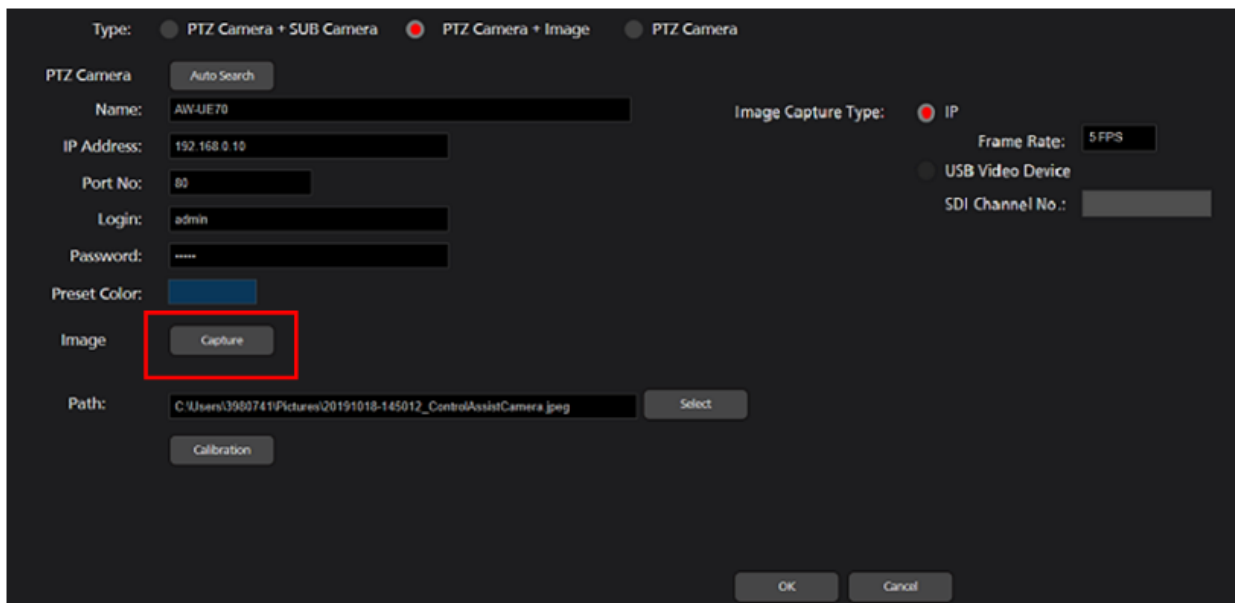 Type: PTZ Camera + SUB Camera PTZ Camera + Image PTZ Camera
PTZ Camera Auto Search
Name: AW-UE70
Image Capture Type: IP
IP Address: 192.168.0.10
Frame Rate: 5 FPS
Port No: 80
USB Video Device
Login: admin
SDI Channel No.:
Password: -----
Preset Color:
Image Capture
Path: C:\Users\3980741\Pictures\20191018-145012_ControlAssistCamera.jpeg Select
Calibration
OK Cancel